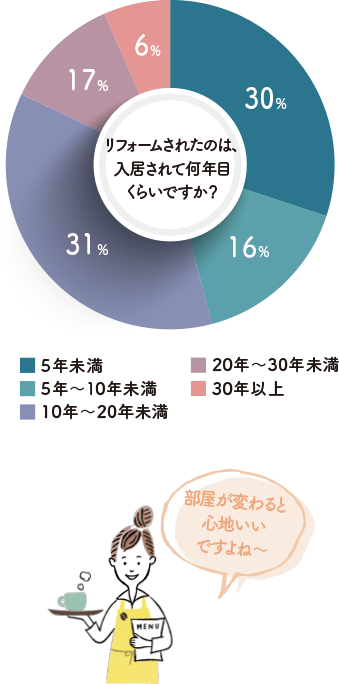 6%
17%
30%
リフォームされたのは、
入居されて何年目
くらいですか?
31%
16%
5年未満
20年〜30年未満
5年〜10年未満
30年以上
10年〜20年未満
部屋が変わると
心地いい
ですよね〜
MENU